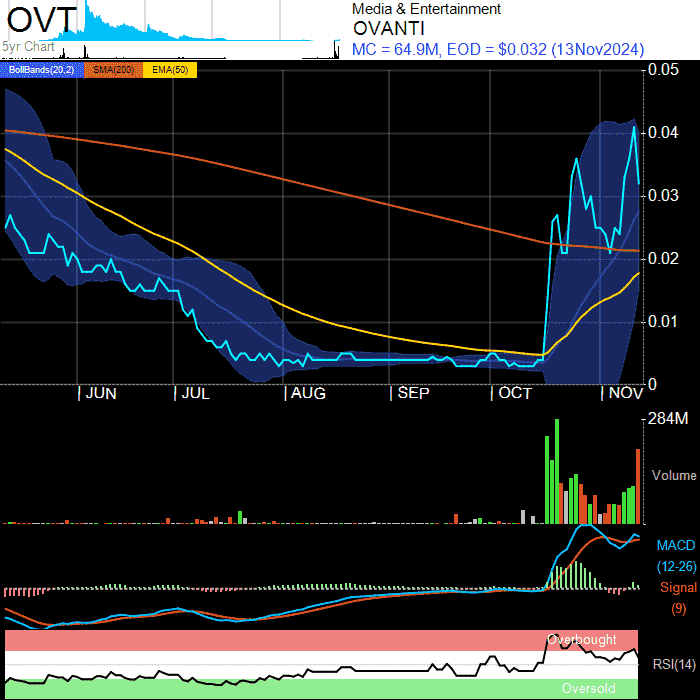 OVT
5yr Chart
Media & Entertainment
OVANTI
MC = 64.9M, EOD = $0.032 (13Nov2024)
BollBands(20,2) SMA(200) EMA(50)
0.05
0.04
0.03
0.02
0.01
0
JUN JUL AUG SEP OCT NOV
284M
Volume
MACD
(12-26)
Signal
(9)
Overbought
RSI(14)
Oversold